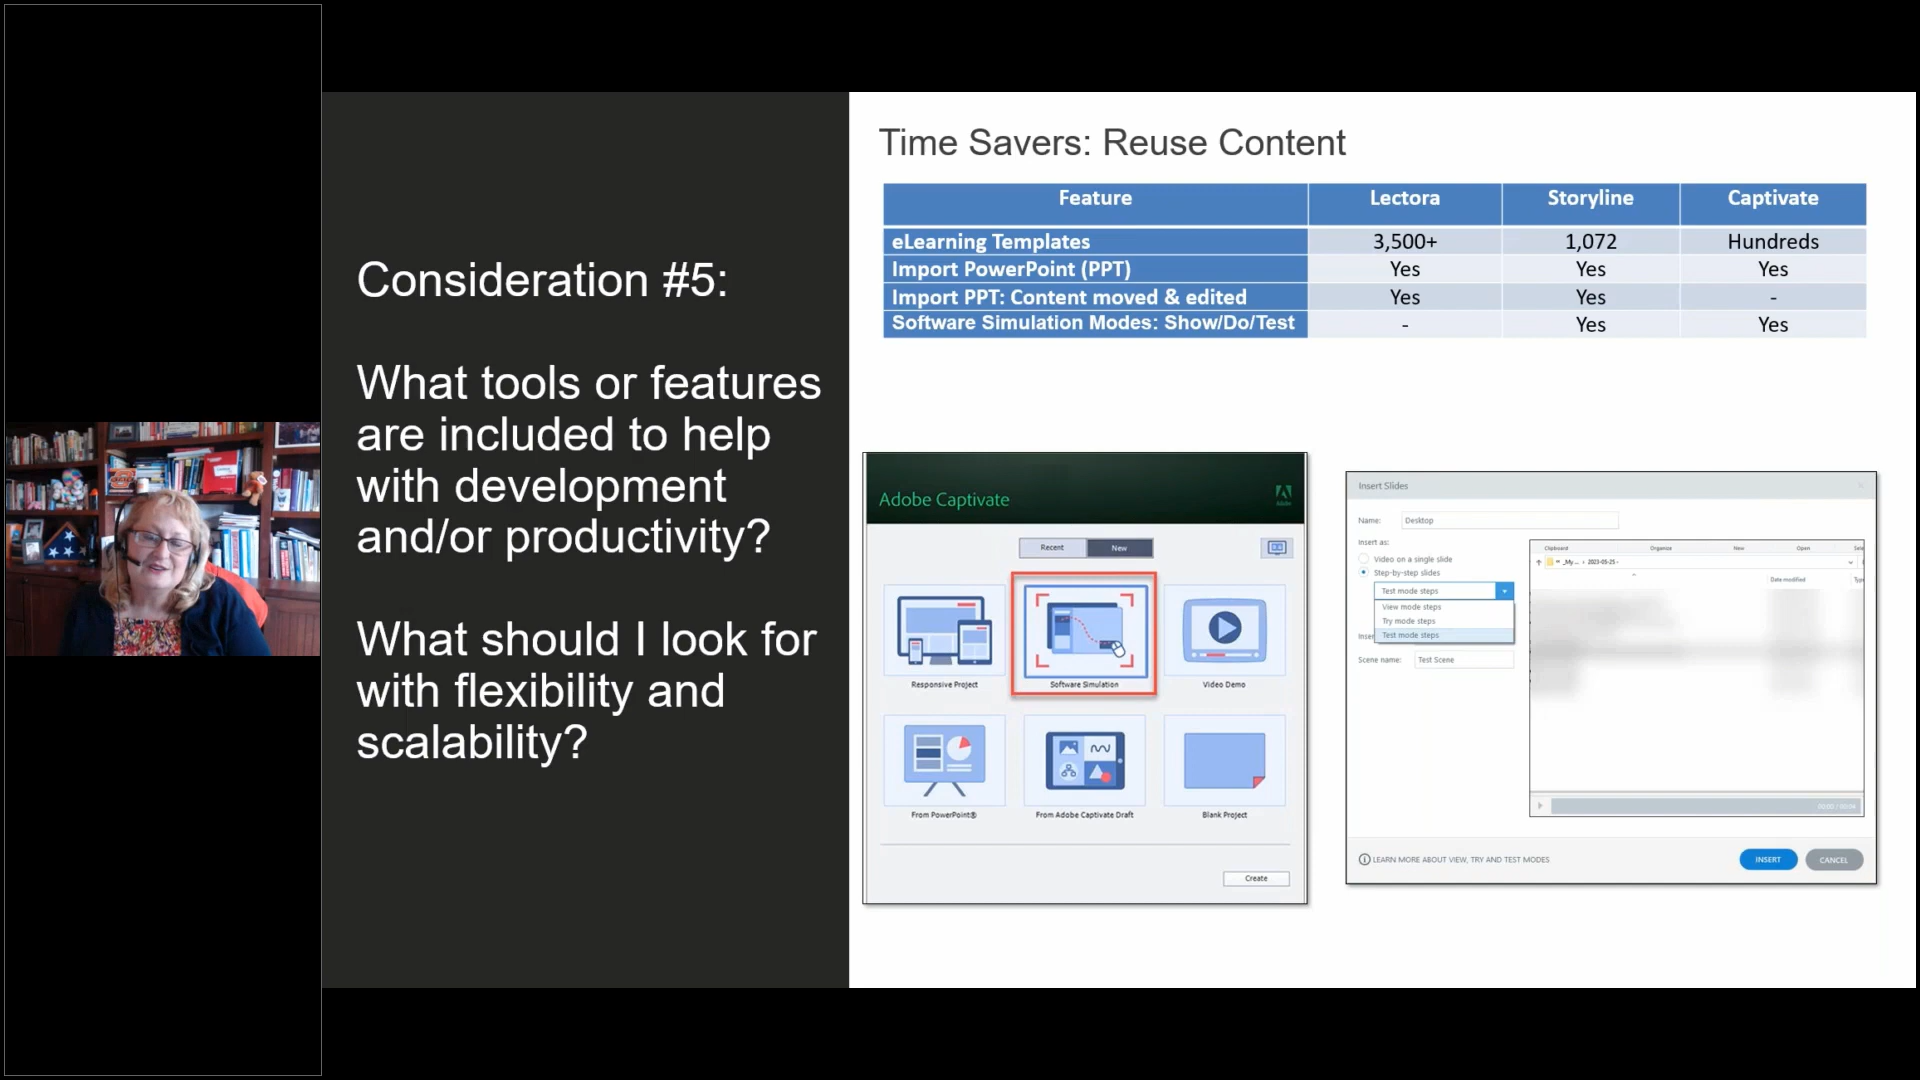 Consideration #5:
What tools or features
are included to help
with development
and/or productivity?
What should I look for
with flexibility and
scalability?
Time Savers: Reuse Content
Feature Lectora Storyline Captivate
eLearning Templates 3,500+ 1,072 Hundreds
Import PowerPoint (PPT) Yes Yes Yes
Import PPT: Content moved & edited Yes Yes -
Software Simulation Modes: Show/Do/Test - Yes Yes
Adobe Captivate
Recent New
Responsive Project Software Simulation Video Demo
From PowerPoint® From Adobe Captivate Draft Blank Project
Create
Insert Slides
Name: Desktop
Insert as:
Video on a single slide
Step-by-step slides
Test mode steps
View mode steps
Try mode steps
Test mode steps
Scene name: Test Scene
Clipboard Organize New Open
Date modified
LEARN MORE ABOUT VIEW, TRY AND TEST MODES
INSERT CANCEL